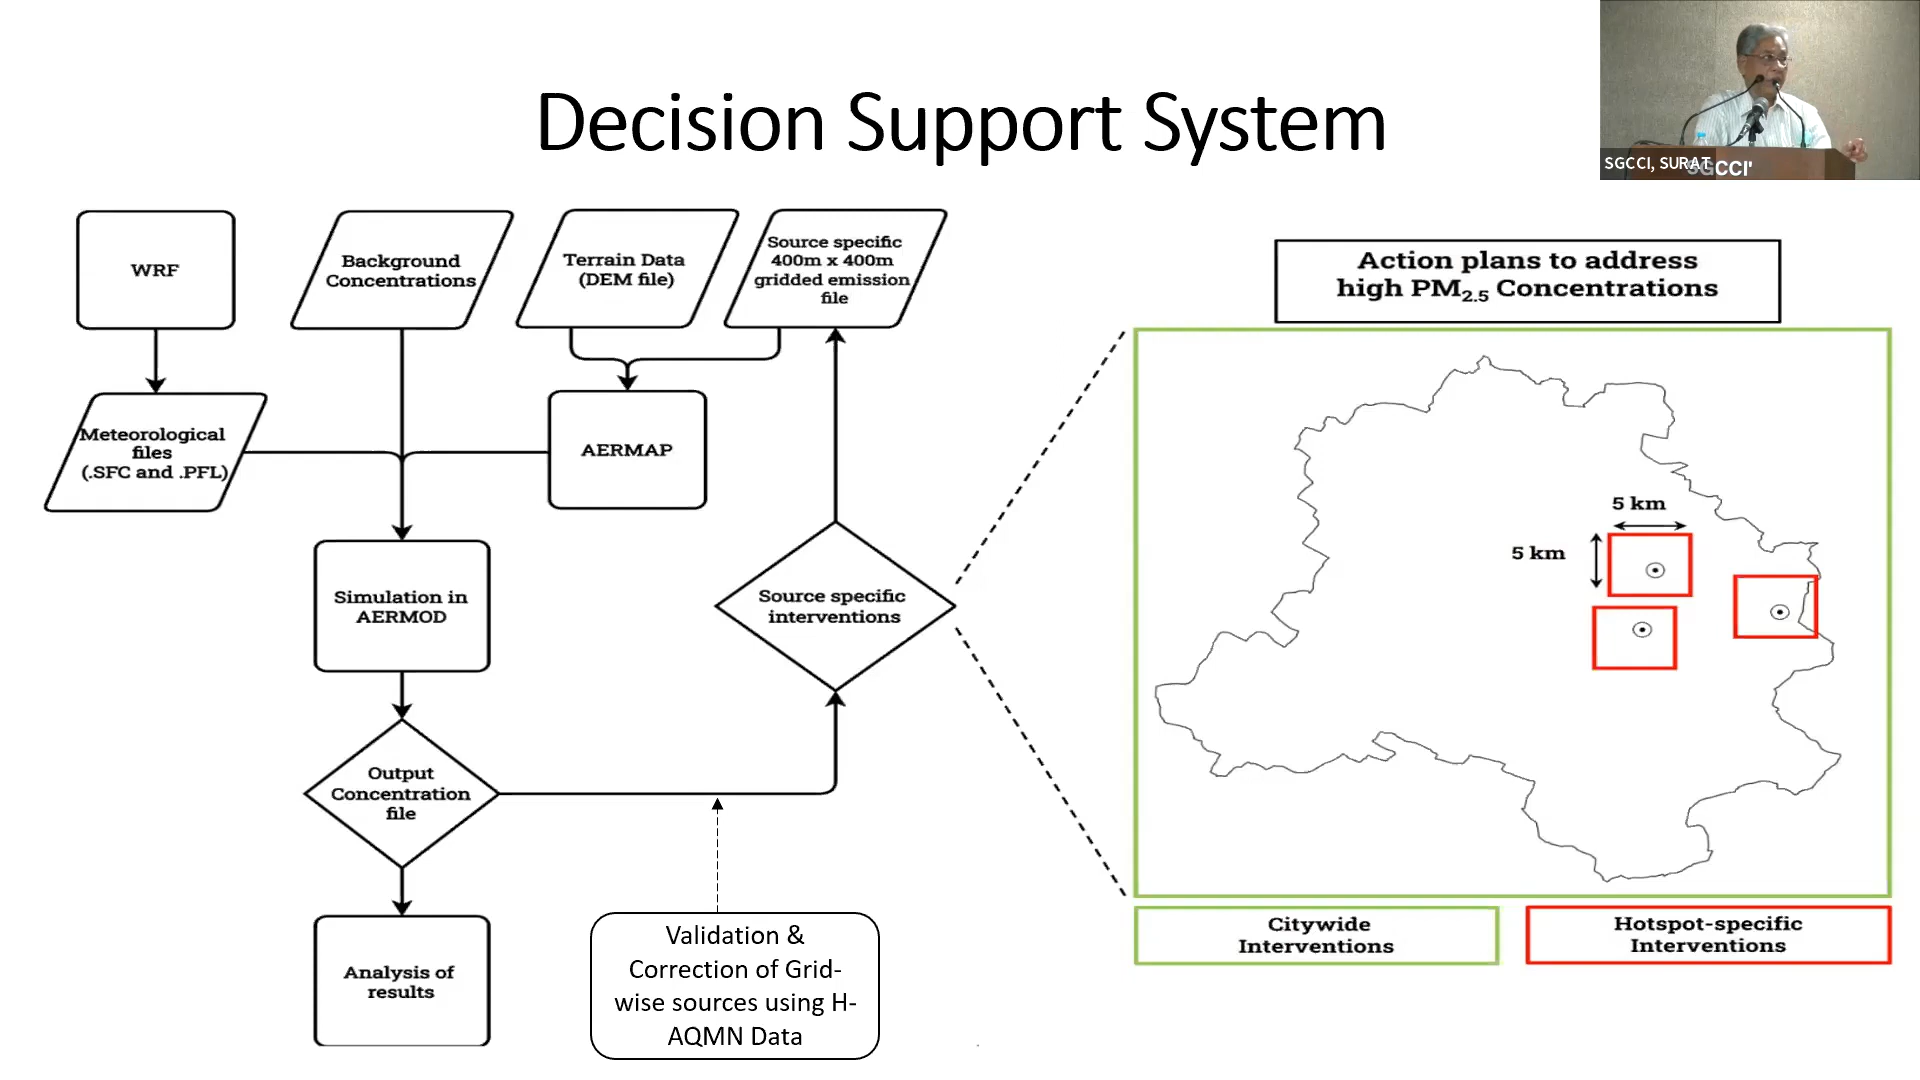 Decision Support System
SGCCI, SURAT
SGCCI'
WRF
Background
Concentrations
Terrain Data
(DEM file)
Source specific
400m x 400m
gridded emission
file
Meteorological
files
(.SFC and .PFL)
AERMAP
Simulation in
AERMOD
Source specific
interventions
Output
Concentration
file
Analysis of
results
Validation &
Correction of Grid-
wise sources using H-
AQMN Data
Action plans to address
high PM2.5 Concentrations
5 km
5 km
Citywide
Interventions
Hotspot-specific
Interventions